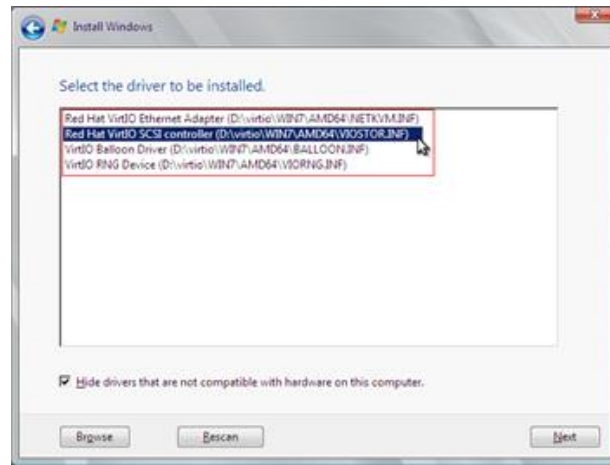 Install Windows
Select the driver to be installed.
Red Hat VirtIO Ethernet Adapter (D:\virtio\WIN7\AMD64\NETKVM.INF)
Red Hat VirtIO SCSI controller (D:\virtio\WIN7\AMD64\VIOSTOR.INF)
VirtIO Balloon Driver (D:\virtio\WIN7\AMD64\BALLOON.INF)
VirtIO RNG Device (D:\virtio\WIN7\AMD64\VIORNG.INF)
Hide drivers that are not compatible with hardware on this computer.
Browse
Rescan
Next